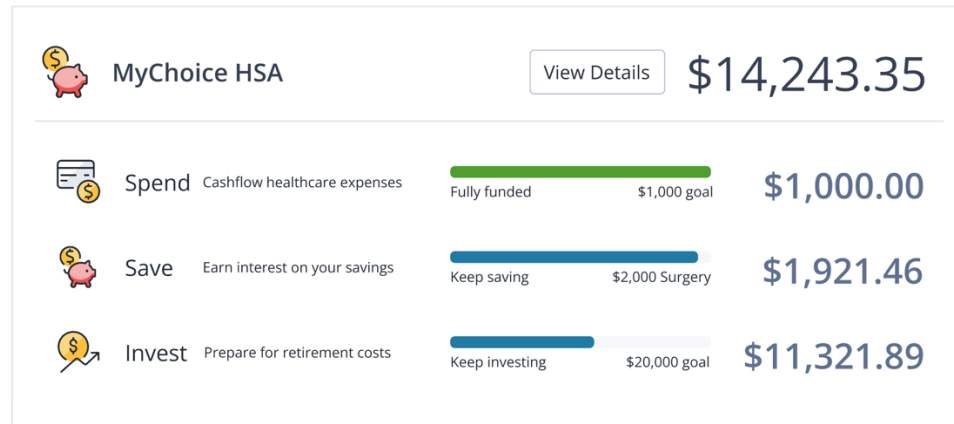 MyChoice HSA View Details $14,243.35
Spend Cashflow healthcare expenses $1,000.00
Fully funded $1,000 goal
Save Earn interest on your savings $1,921.46
Keep saving $2,000 Surgery
Invest Prepare for retirement costs $11,321.89
Keep investing $20,000 goal